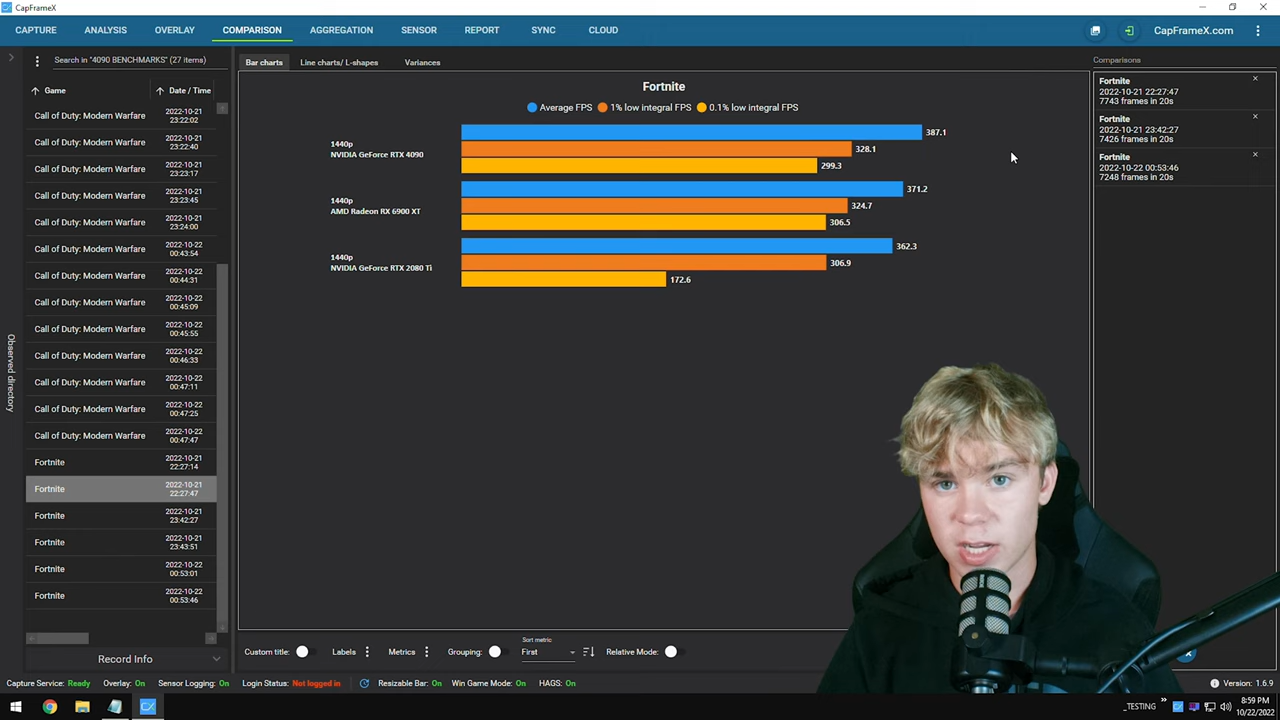 CapFrameX
CAPTURE ANALYSIS OVERLAY COMPARISON AGGREGATION SENSOR REPORT SYNC CLOUD CapFrameX.com
Search in "4090 BENCHMARKS" (27 items)
Game Date / Time
Call of Duty: Modern Warfare 2022-10-21
23:22:02
Call of Duty: Modern Warfare 2022-10-21
23:22:40
Call of Duty: Modern Warfare 2022-10-21
23:23:17
Call of Duty: Modern Warfare 2022-10-21
23:23:45
Call of Duty: Modern Warfare 2022-10-21
23:24:00
Call of Duty: Modern Warfare 2022-10-22
00:43:54
Call of Duty: Modern Warfare 2022-10-22
00:44:31
Call of Duty: Modern Warfare 2022-10-22
00:45:09
Call of Duty: Modern Warfare 2022-10-22
00:45:55
Call of Duty: Modern Warfare 2022-10-22
00:46:33
Call of Duty: Modern Warfare 2022-10-22
00:47:11
Call of Duty: Modern Warfare 2022-10-22
00:47:25
Call of Duty: Modern Warfare 2022-10-22
00:47:47
Fortnite 2022-10-21
22:27:14
Fortnite 2022-10-21
22:27:47
Fortnite 2022-10-21
23:42:27
Fortnite 2022-10-21
23:43:51
Fortnite 2022-10-22
00:53:01
Fortnite 2022-10-22
00:53:46
Record Info
Observed directory
Bar charts Line charts/ L-shapes Variances
Fortnite
Average FPS 1% low integral FPS 0.1% low integral FPS
1440p
NVIDIA GeForce RTX 4090
387.1
328.1
299.3
1440p
AMD Radeon RX 6900 XT
371.2
324.7
306.5
1440p
NVIDIA GeForce RTX 2080 Ti
362.3
306.9
172.6
Comparisons
Fortnite
2022-10-21 22:27:47
7743 frames in 20s
Fortnite
2022-10-21 23:42:27
7426 frames in 20s
Fortnite
2022-10-22 00:53:46
7248 frames in 20s
Sort metric
Custom title: Labels Metrics Grouping: First Relative Mode:
Capture Service: Ready Overlay: On Sensor Logging: On Login Status: Not logged in Resizable Bar: On Win Game Mode: On HAGS: On Version: 1.6.9
_TESTING
8:59 PM
10/22/2022